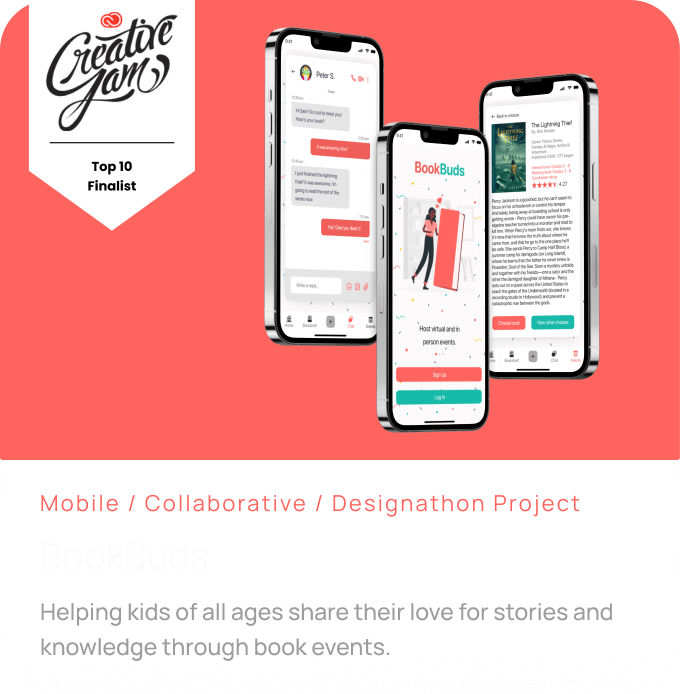 Creative
Jam
Top 10
Finalist
9:41
Peter S.
Today
Hi Sam! So cool to meet you!
How's your book?
It was amazing, Max!
I just finished the lightning
thief! It was awesome, I'm
going to read the rest of the
series now.
Yay! Glad you liked it!
Write a reply...
Home
Bookshelf
Chat
Events
9:41
BookBuds
Host virtual and in
person events.
Sign Up
Log In
9:41
Back to choices
The Lightning Thief
by: Rick Riordan
4.27
Percy Jackson is a good kid, but he can't seem to
focus on his schoolwork or control his temper.
And lately, being away at boarding school is only
getting worse - Percy could have sworn his pre-
algebra teacher turned into a monster and tried to
kill him. When Percy's mom finds out, she knows
it's time that he knew the truth about where he
came from, and that he go to the one place he'll
be safe. She sends Percy to Camp Half Blood, a
summer camp for demigods (on Long Island),
where he learns that the father he never knew is
Poseidon, God of the Sea. Soon a mystery unfolds
and together with his friends—one a satyr and the
other the demigod daughter of Athena - Percy
sets out on a quest across the United States to
reach the gates of the Underworld (located in a
recording studio in Hollywood) and prevent a
catastrophic war between the gods.
Choose book
View other choices
Bookshelf
Chat
Events
Mobile / Collaborative / Designathon Project
BookBuds
Helping kids of all ages share their love for stories and
knowledge through book events.